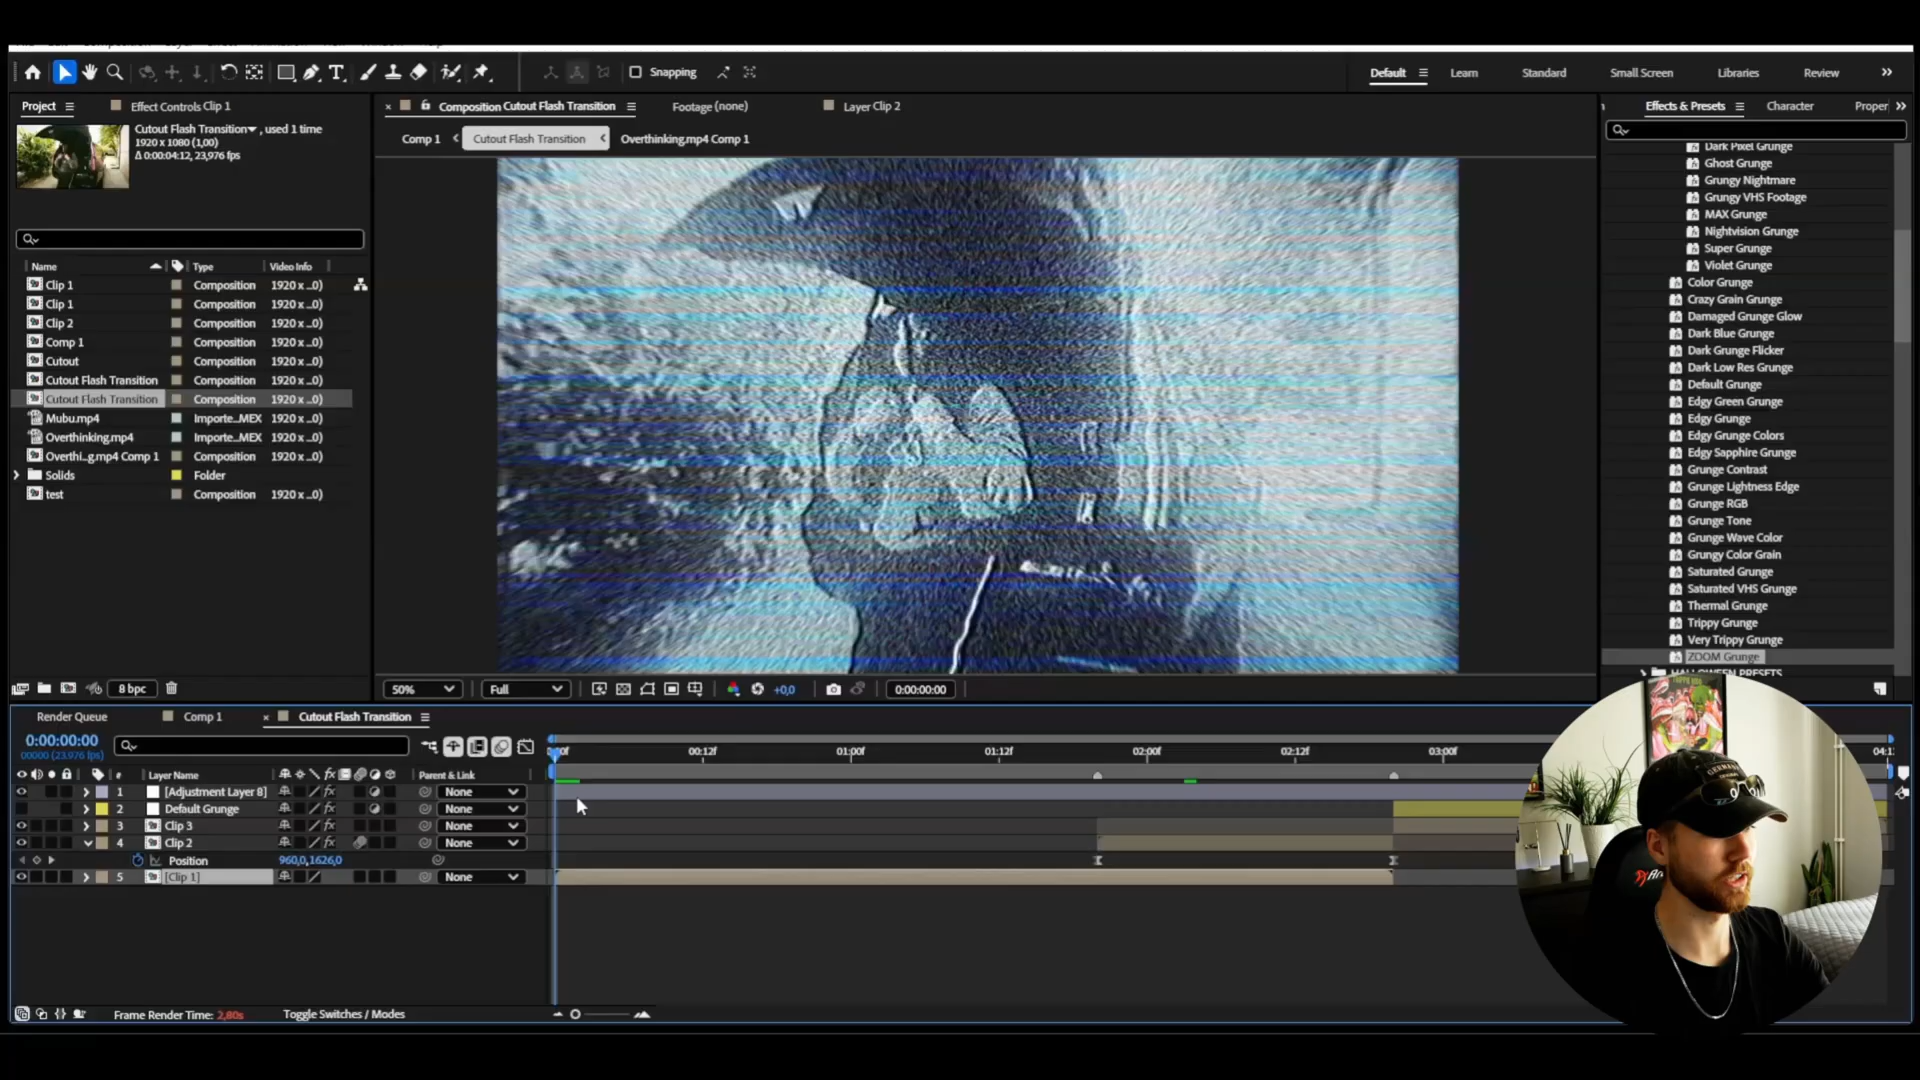 Snapping
Default
Learn
Standard
Small Screen
Libraries
Review
Project
Effect Controls Clip 1
Composition Cutout Flash Transition
Footage (none)
Layer Clip 2
Effects & Presets
Character
Proper
Cutout Flash Transition , used 1 time
1920 x 1080 (1,00)
Δ 0:00:04:12, 23,976 fps
Comp 1
Cutout Flash Transition
Overthinking.mp4 Comp 1
Name
Type
Video Info
Clip 1 Composition 1920 x ..0)
Clip 1 Composition 1920 x ..0)
Clip 2 Composition 1920 x ..0)
Comp 1 Composition 1920 x ..0)
Cutout Composition 1920 x ..0)
Cutout Flash Transition Composition 1920 x ..0)
Cutout Flash Transition Composition 1920 x ..0)
Mubu.mp4 Importe...MEX 1920 x ..0)
Overthinking.mp4 Importe...MEX 1920 x ..0)
Overthi...g.mp4 Comp 1 Composition 1920 x ..0)
Solids Folder
test Composition 1920 x ..0)
Dark Pixel Grunge
Ghost Grunge
Grungy Nightmare
Grungy VHS Footage
MAX Grunge
Nightvision Grunge
Super Grunge
Violet Grunge
Color Grunge
Crazy Grain Grunge
Damaged Grunge Glow
Dark Blue Grunge
Dark Grunge Flicker
Dark Low Res Grunge
Default Grunge
Edgy Green Grunge
Edgy Grunge
Edgy Grunge Colors
Edgy Sapphire Grunge
Grunge Contrast
Grunge Lightness Edge
Grunge RGB
Grunge Tone
Grunge Wave Color
Grungy Color Grain
Saturated Grunge
Saturated VHS Grunge
Thermal Grunge
Trippy Grunge
Very Trippy Grunge
ZOOM Grunge
HALLOWEEN PRESETS
8 bpc
50%
Full
+0,0
0:00:00:00
Render Queue
Comp 1
Cutout Flash Transition
0:00:00:00
00000 (23.976 fps)
00:12f
01:00f
01:12f
02:00f
02:12f
03:00f
#
Layer Name
Parent & Link
1 [Adjustment Layer 8] None
2 Default Grunge None
3 Clip 3 None
4 Clip 2 None
Position 960,0,1626,0
5 [Clip 1] None
Frame Render Time: 2,80s
Toggle Switches / Modes